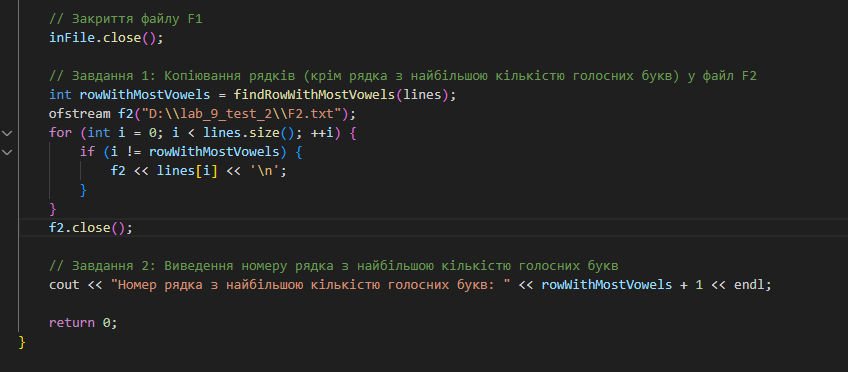 // Закриття файлу F1
inFile.close();
// Завдання 1: Копіювання рядків (крім рядка з найбільшою кількістю голосних букв) у файл F2
int rowWithMostVowels = findRowWithMostVowels(lines);
ofstream f2("D:\\lab_9_test_2\\F2.txt");
for (int i = 0; i < lines.size(); ++i) {
if (i != rowWithMostVowels) {
f2 << lines[i] << '\n';
}
}
f2.close();
// Завдання 2: Виведення номеру рядка з найбільшою кількістю голосних букв
cout << "Номер рядка з найбільшою кількістю голосних букв: " << rowWithMostVowels + 1 << endl;
return 0;
}